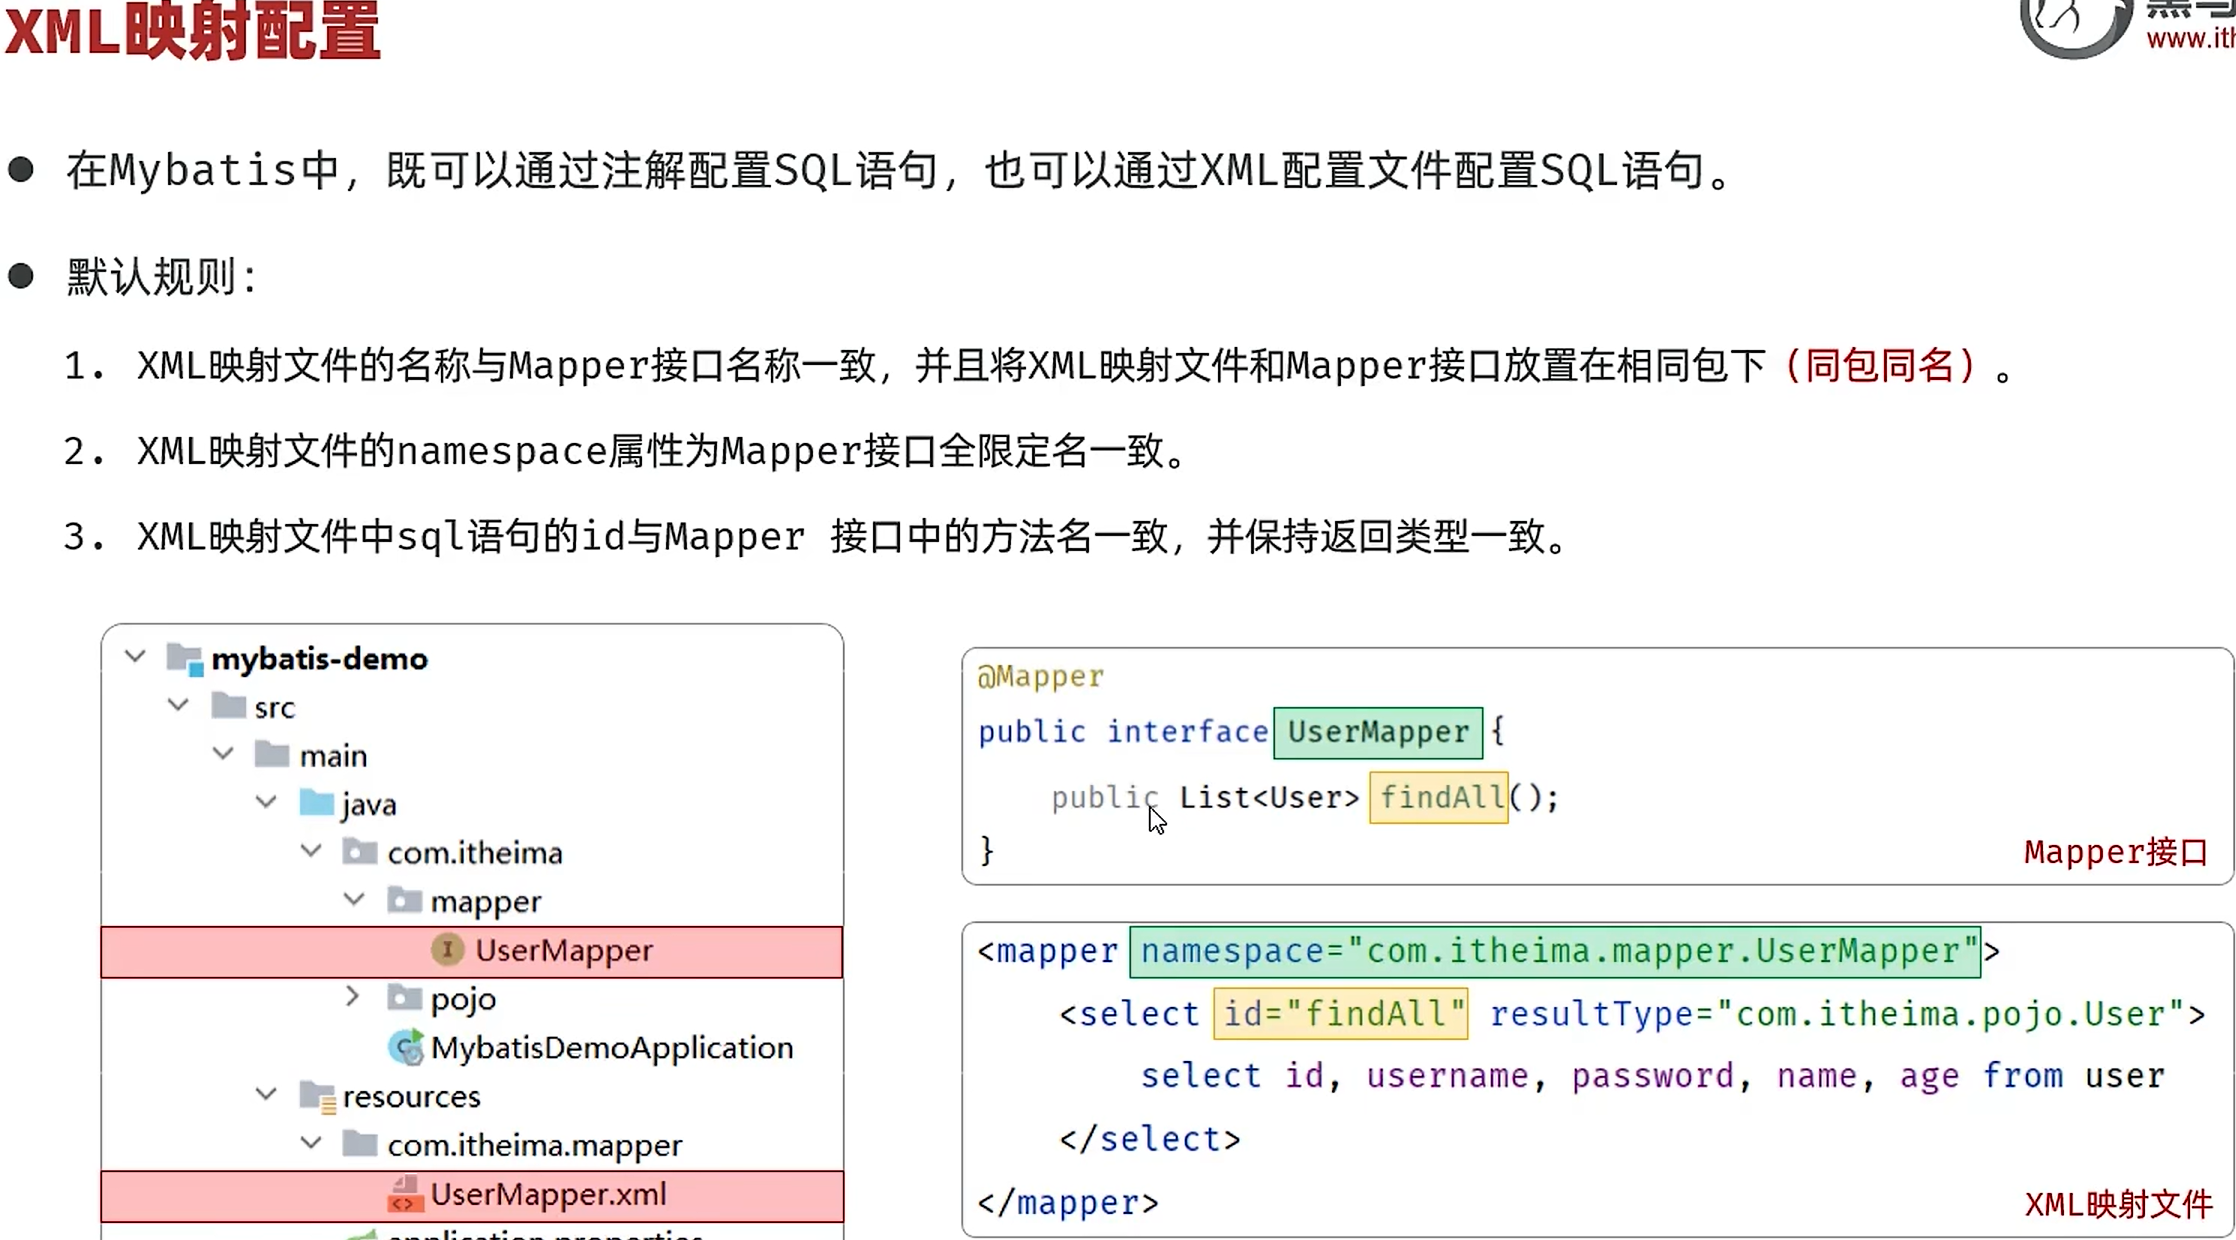 XML映射配置
www.it
在Mybatis中，既可以通过注解配置SQL语句，也可以通过XML配置文件配置SQL语句。
默认规则：
1. XML映射文件的名称与Mapper接口名称一致，并且将XML映射文件和Mapper接口放置在相同包下（同包同名）。
2. XML映射文件的namespace属性为Mapper接口全限定名一致。
3. XML映射文件中sql语句的id与Mapper 接口中的方法名一致，并保持返回类型一致。
mybatis-demo
src
main
java
com.itheima
mapper
UserMapper
pojo
MybatisDemoApplication
resources
com.itheima.mapper
UserMapper.xml
application.properties
@Mapper
public interface UserMapper {
public List<User> findAll();
}
Mapper接口
<mapper namespace="com.itheima.mapper.UserMapper">
<select id="findAll" resultType="com.itheima.pojo.User">
select id, username, password, name, age from user
</select>
</mapper>
XML映射文件